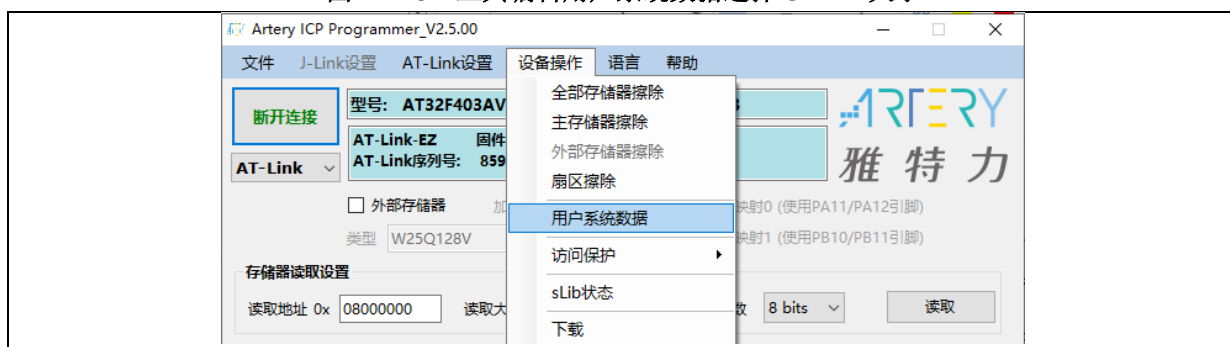 Artery ICP Programmer_V2.5.00
文件 J-Link设置 AT-Link设置 设备操作 语言 帮助
断开连接
型号: AT32F403AV
AT-Link-EZ 固件
AT-Link序列号: 859
AT-Link
全部存储器擦除
主存储器擦除
外部存储器擦除
扇区擦除
用户系统数据
访问保护
sLib状态
下载
ARTERY
雅特力
外部存储器 加
映射0 (使用PA11/PA12引脚)
类型 W25Q128V
映射1 (使用PB10/PB11引脚)
存储器读取设置
读取地址 0x 08000000 读取大
数 8 bits 读取